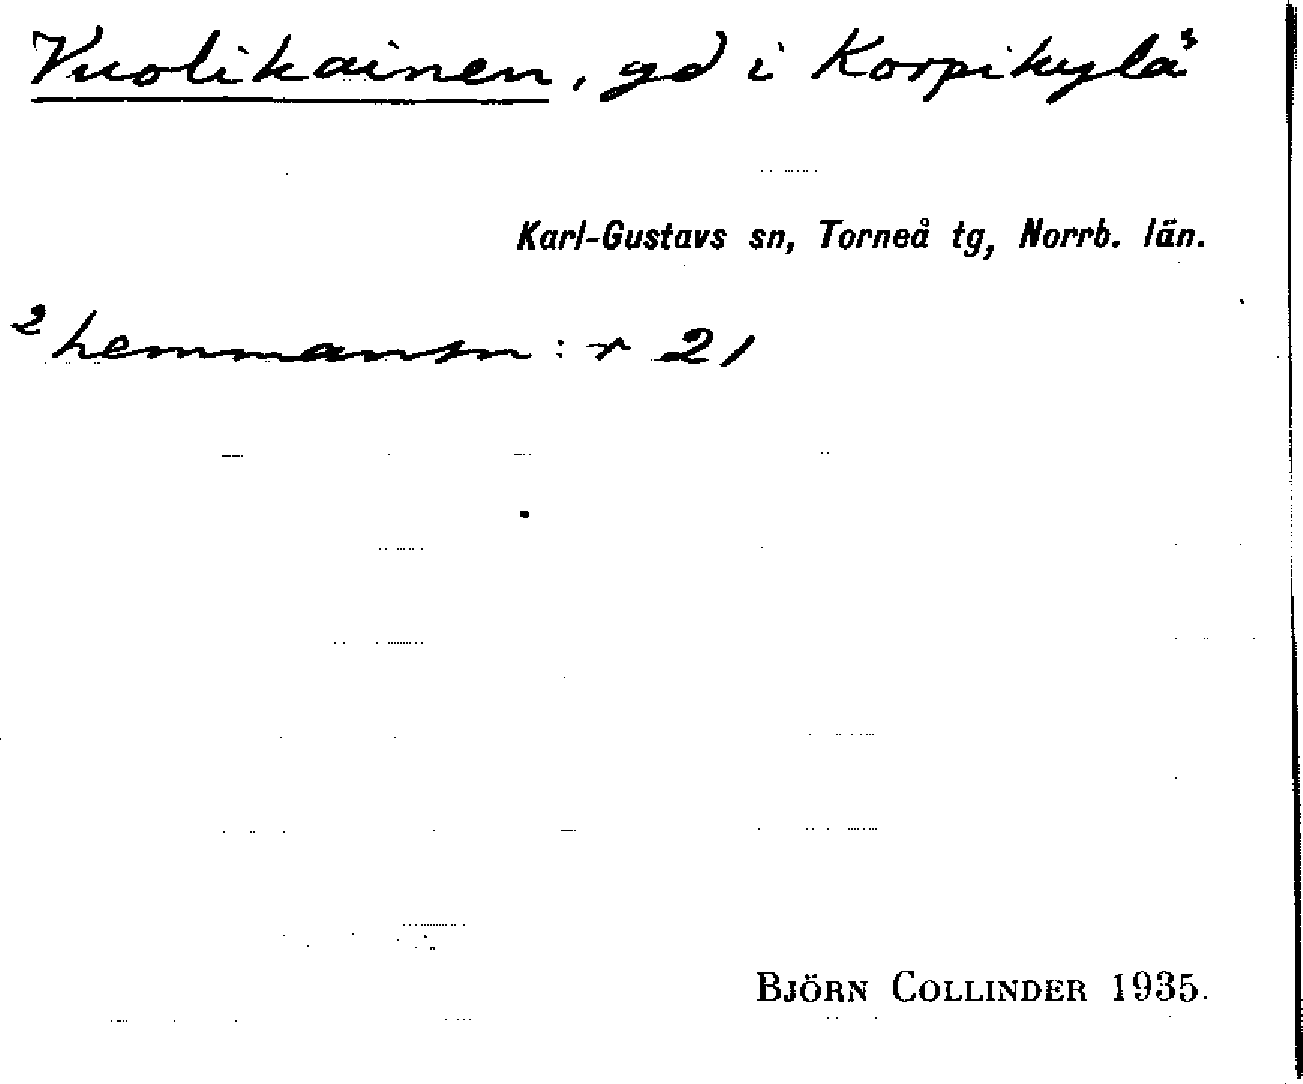 Vuolikainen, gd i Korpikylä
Karl-Gustavs sn, Torneå tg, Norrb. län.
2 hemmansn: r 21
BJÖRN COLLINDER 1935.